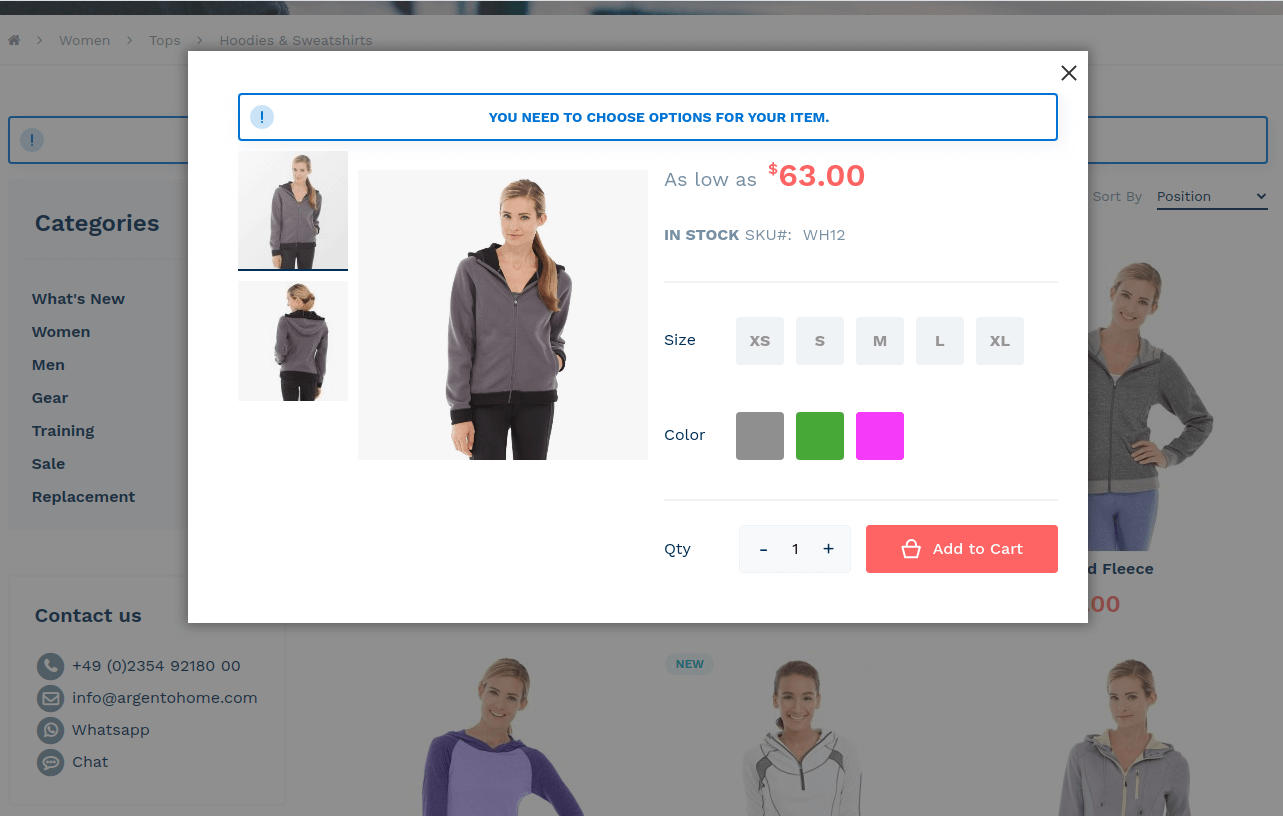 Women
Tops
Hoodies & Sweatshirts
!
YOU NEED TO CHOOSE OPTIONS FOR YOUR ITEM.
!
As low as $63.00
IN STOCK SKU#: WH12
Size
XS
S
M
L
XL
Color
Qty
-
1
+
Add to Cart
Categories
What's New
Women
Men
Gear
Training
Sale
Replacement
Sort By
Position
d Fleece
.00
Contact us
+49 (0)2354 92180 00
info@argentohome.com
Whatsapp
Chat
NEW